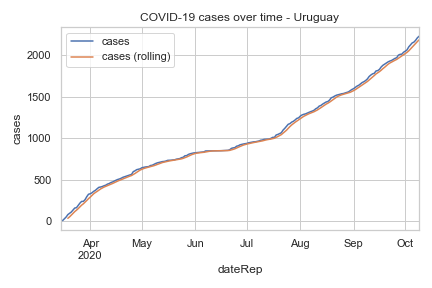 COVID-19 cases over time - Uruguay
cases
cases (rolling)
2000
1500
1000
500
0
cases
Apr May Jun Jul Aug Sep Oct
2020
dateRep